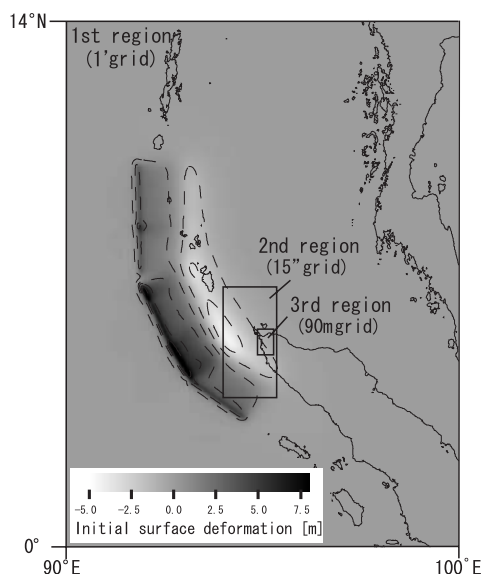 14°N
1st region
(1'grid)
2nd region
(15"grid)
3rd region
(90mgrid)
-5.0 -2.5 0.0 2.5 5.0 7.5
Initial surface deformation [m]
0°
90°E 100°E